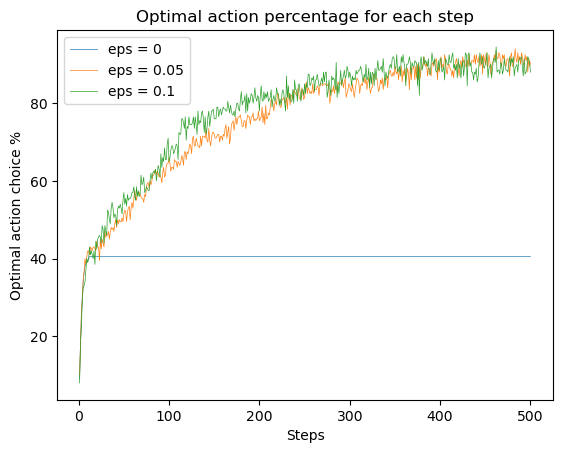 Optimal action percentage for each step
eps = 0
eps = 0.05
eps = 0.1
Optimal action choice %
80
60
40
20
0
100
200
300
400
500
Steps